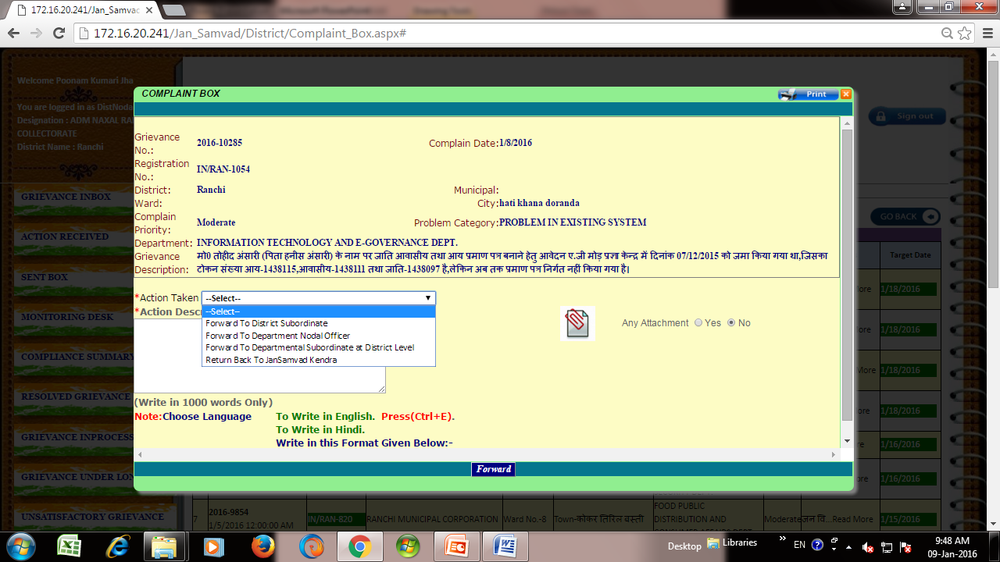 172.16.20.241/Jan_Samvad
172.16.20.241/Jan_Samvad/District/Complaint_Box.aspx#
Welcome Poonam Kumari Jha
You are logged in as DistNoda
Designation : ADM NAXAL RA
COLLECTORATE
District Name : Ranchi
Sign out
GRIEVANCE INBOX
ACTION RECEIVED
SENT BOX
MONITORING DESK
COMPLIANCE SUMMARY
RESOLVED GRIEVANCE
GRIEVANCE INPROCESS
GRIEVANCE UNDER LON
UNSATISFACTORY GRIEVANCE
COMPLAINT BOX
Print
Grievance No.: 2016-10285 Complain Date:1/8/2016
Registration No.: IN/RAN-1054
District: Ranchi Municipal:
Ward: City:hati khana doranda
Complain Priority: Moderate Problem Category:PROBLEM IN EXISTING SYSTEM
Department: INFORMATION TECHNOLOGY AND E-GOVERNANCE DEPT.
Grievance Description: मो0 तोहीद अंसारी (पिता हनीस अंसारी) के नाम पर जाति आवासीय तथा आय प्रमाण पत्र बनाने हेतु आवेदन ए.जी मोड़ प्रज्ञा केन्द्र में दिनांक 07/12/2015 को जमा किया गया था,जिसका
टोकन संख्या आय-1438115,आवासीय-1438111 तथा जाति-1438097 है,लेकिन अब तक प्रमाण पत्र निर्गत नहीं किया गया है।
*Action Taken --Select--
*Action Desc
--Select--
Forward To District Subordinate
Forward To Department Nodal Officer
Forward To Departmental Subordinate at District Level
Return Back To JanSamvad Kendra
Any Attachment Yes No
(Write in 1000 words Only)
Note:Choose Language To Write in English. Press(Ctrl+E).
To Write in Hindi.
Write in this Format Given Below:-
Forward
GO BACK
Target Date
More 1/18/2016
1/18/2016
More 1/18/2016
1/18/2016
1/16/2016
1/16/2016
7 2016-9854
1/5/2016 12:00:00 AM IN/RAN-820 RANCHI MUNICIPAL CORPORATION Ward No.-8 Town-कोकर तिरिल बस्ती
FOOD PUBLIC
DISTRIBUTION AND
Moderate जन वि...Read More 1/15/2016
Desktop Libraries » EN
9:48 AM
09-Jan-2016